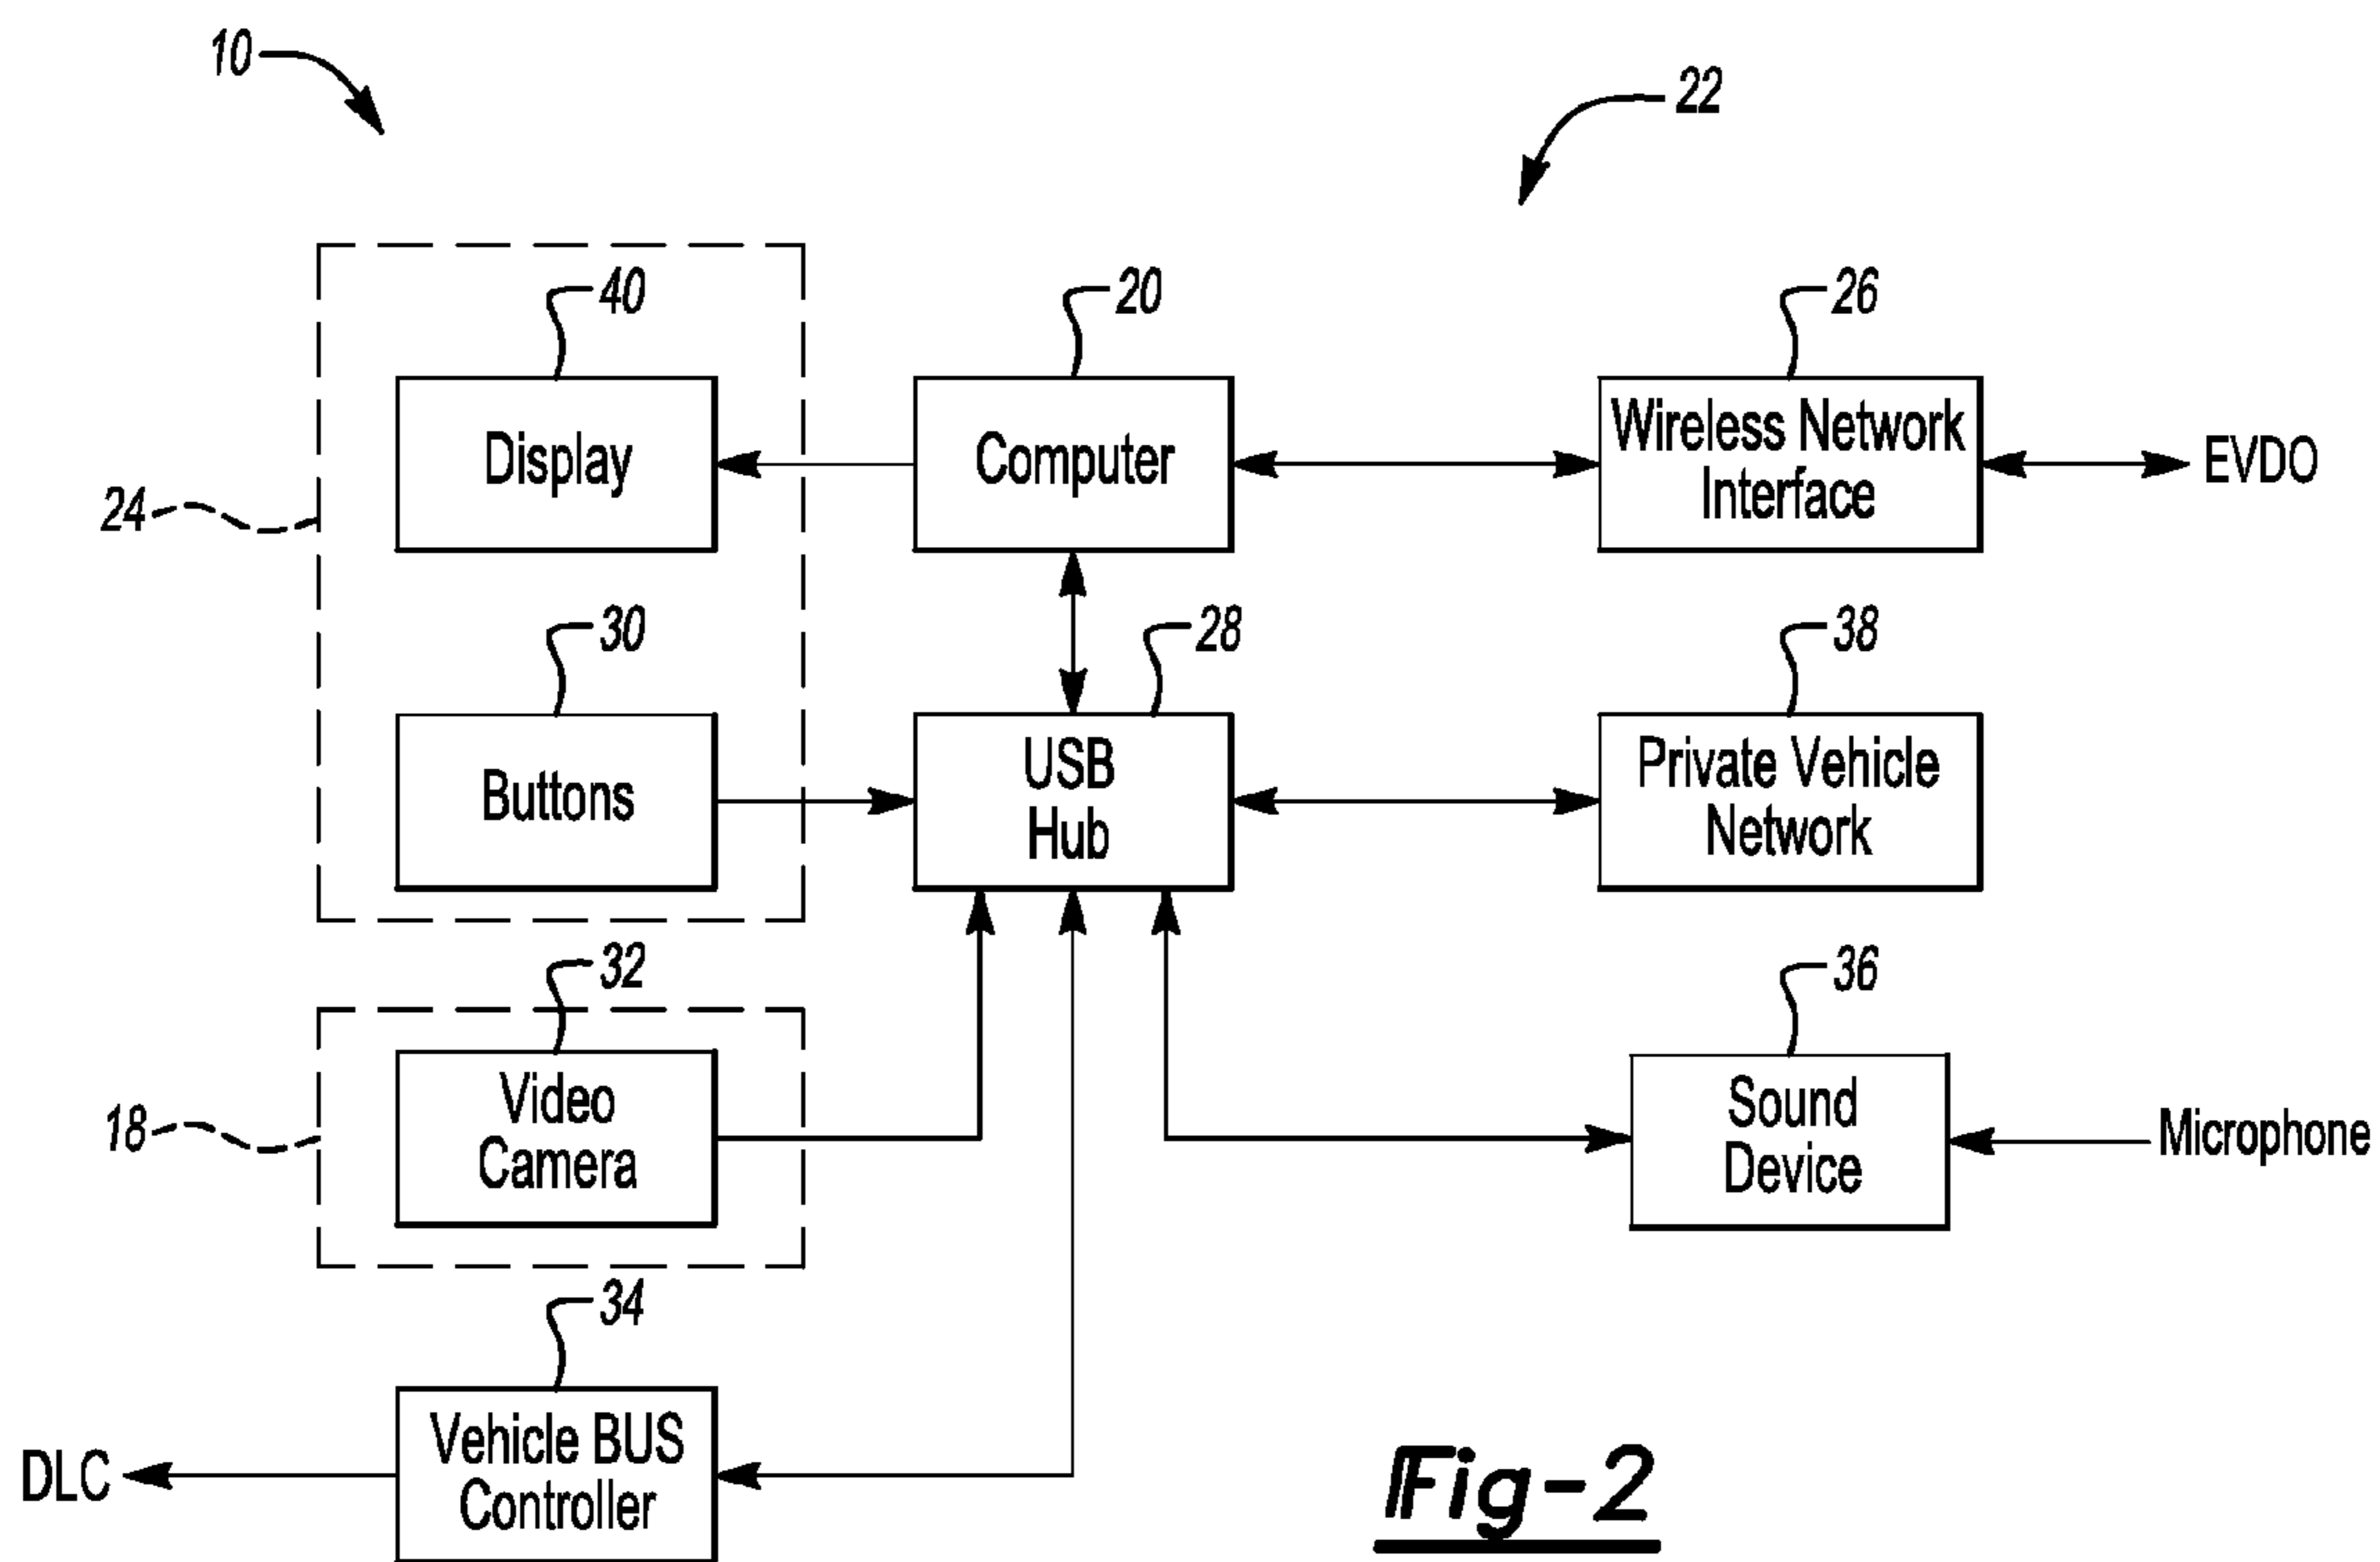 10
22
40
20
26
Display
Computer
Wireless Network
Interface
EVDO
24
30
28
38
Buttons
USB
Hub
Private Vehicle
Network
32
36
18
Video
Camera
Sound
Device
Microphone
34
DLC
Vehicle BUS
Controller
Fig-2